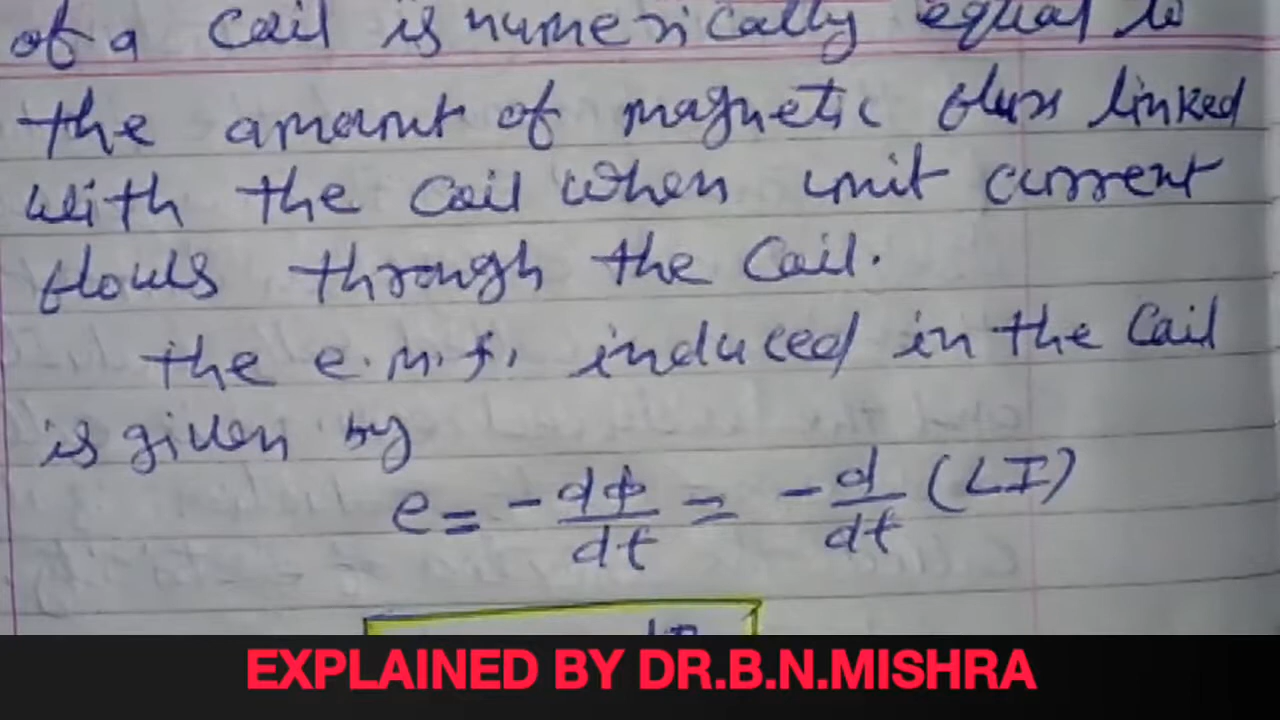 of a Coil is numerically equal to
the amount of magnetic flux linked
with the Coil when unit current
flows through the Coil.
the e.m.f. induced in the Coil
is given by
e = - dφ/dt = - d/dt (LI)
EXPLAINED BY DR.B.N.MISHRA